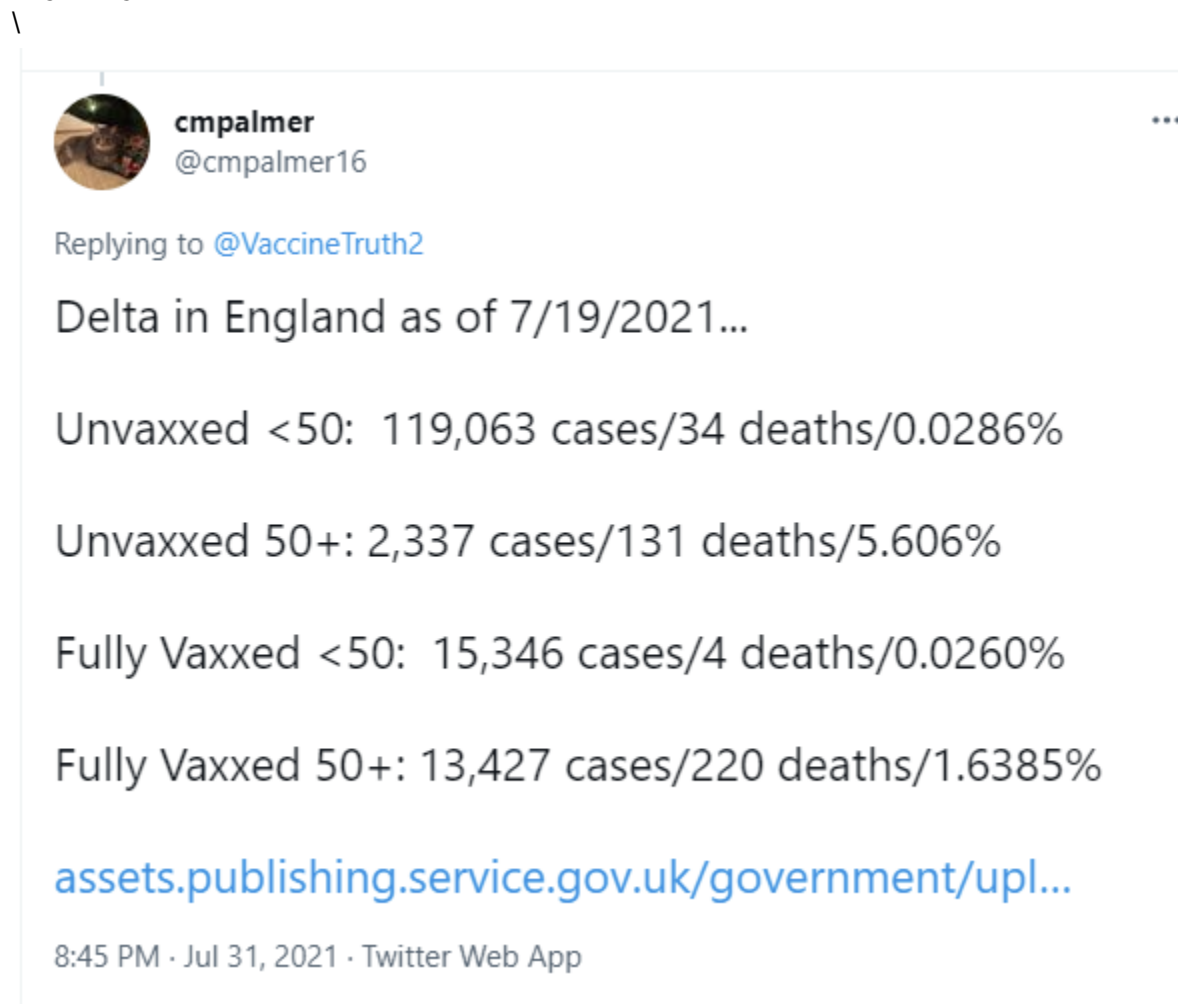 \
cmpalmer
@cmpalmer16
Replying to @VaccineTruth2
Delta in England as of 7/19/2021...
Unvaxxed <50:  119,063 cases/34 deaths/0.0286%
Unvaxxed 50+: 2,337 cases/131 deaths/5.606%
Fully Vaxxed <50:  15,346 cases/4 deaths/0.0260%
Fully Vaxxed 50+: 13,427 cases/220 deaths/1.6385%
assets.publishing.service.gov.uk/government/upl...
8:45 PM · Jul 31, 2021 · Twitter Web App